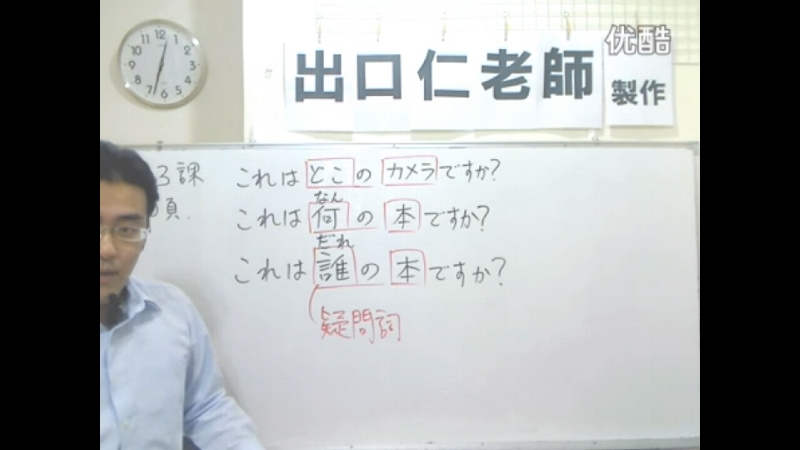 优酷
出口仁老師
製作
3課
頁.
これはどこのカメラですか?
なん
これは何の本ですか?
だれ
これは誰の本ですか?
疑問詞